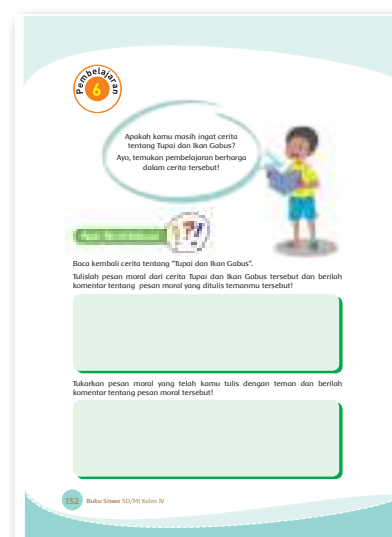 Pembelajaran
6
Apakah kamu masih ingat cerita
tentang Tupai dan Ikan Gabus?
Ayo, temukan pembelajaran berharga
dalam cerita tersebut!
Baca kembali cerita tentang "Tupai dan Ikan Gabus".
Tulislah pesan moral dari cerita Tupai dan Ikan Gabus tersebut dan berilah
komentar tentang pesan moral yang ditulis temanmu tersebut!
Tukarkan pesan moral yang telah kamu tulis dengan teman dan berilah
komentar tentang pesan moral tersebut!
132 Buku Siswa SD/MI Kelas IV